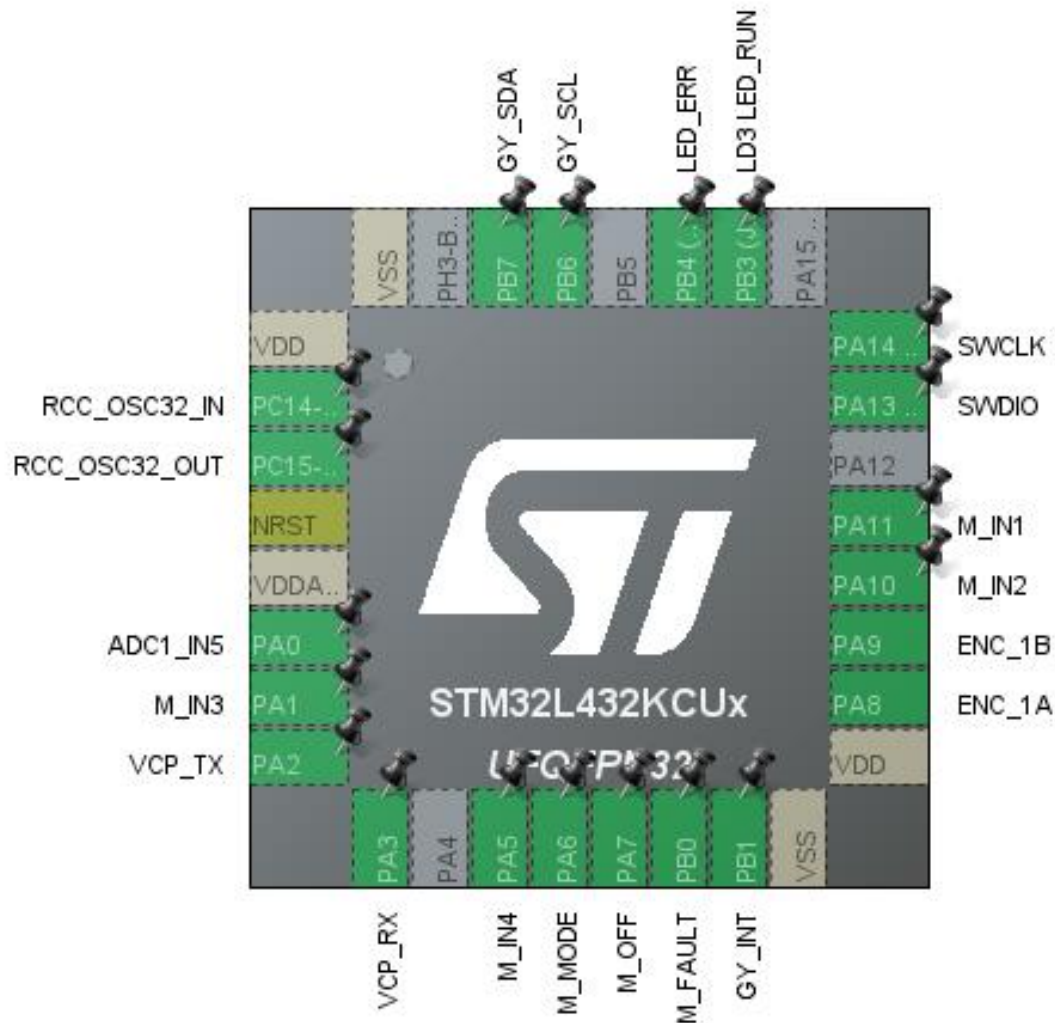 GY_SDA
GY_SCL
LED_ERR
LD3 LED_RUN
VSS
PH3-B...
PB7
PB6
PB5
PB4 (...
PB3 (J...
PA15 ...
VDD
RCC_OSC32_IN
PC14-...
RCC_OSC32_OUT
PC15-...
NRST
VDDA...
ADC1_IN5
PA0
M_IN3
PA1
VCP_TX
PA2
PA14 ...
SWCLK
PA13 ...
SWDIO
PA12
PA11
M_IN1
PA10
M_IN2
PA9
ENC_1B
PA8
ENC_1A
VDD
ST
STM32L432KCUx
UFQFPN32
PA3
PA4
PA5
PA6
PA7
PB0
PB1
VSS
VCP_RX
M_IN4
M_MODE
M_OFF
M_FAULT
GY_INT